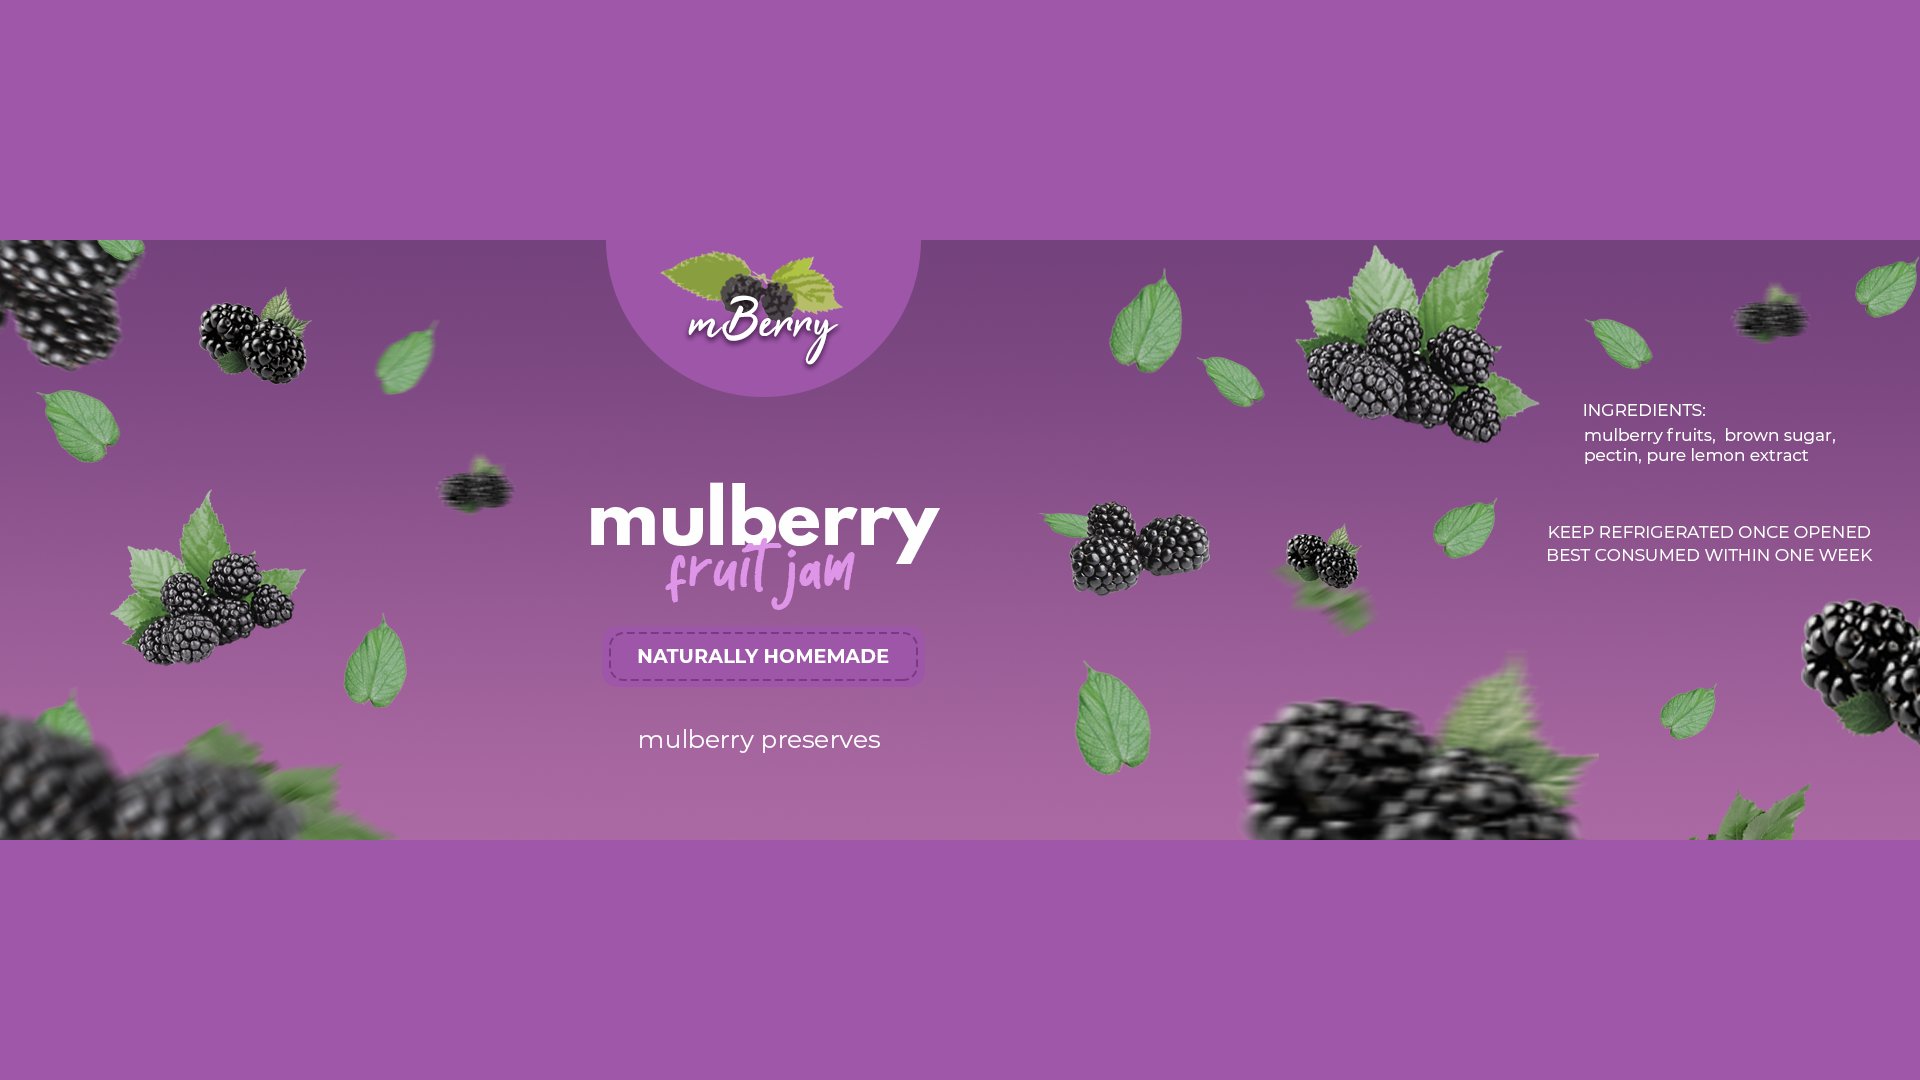 mBerry
mulberry
fruit jam
NATURALLY HOMEMADE
mulberry preserves
INGREDIENTS:
mulberry fruits, brown sugar,
pectin, pure lemon extract
KEEP REFRIGERATED ONCE OPENED
BEST CONSUMED WITHIN ONE WEEK